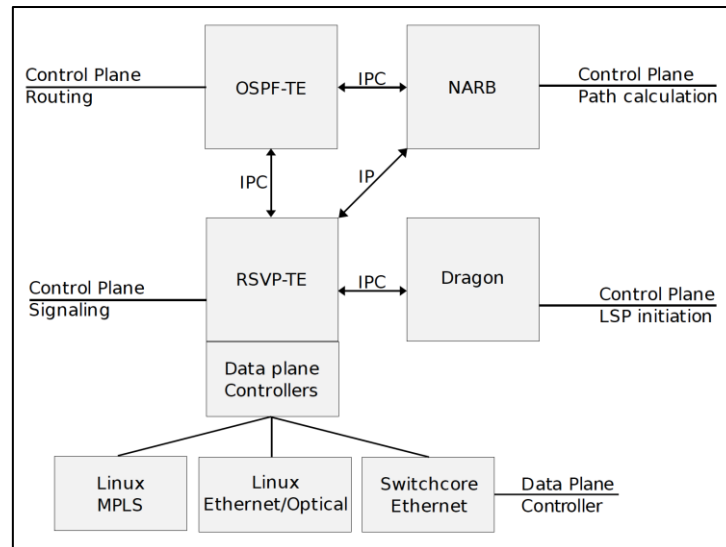 Control Plane
Routing
OSPF-TE
IPC
NARB
Control Plane
Path calculation
IPC
IP
Control Plane
Signaling
RSVP-TE
IPC
Dragon
Control Plane
LSP initiation
Data plane
Controllers
Linux
MPLS
Linux
Ethernet/Optical
Switchcore
Ethernet
Data Plane
Controller